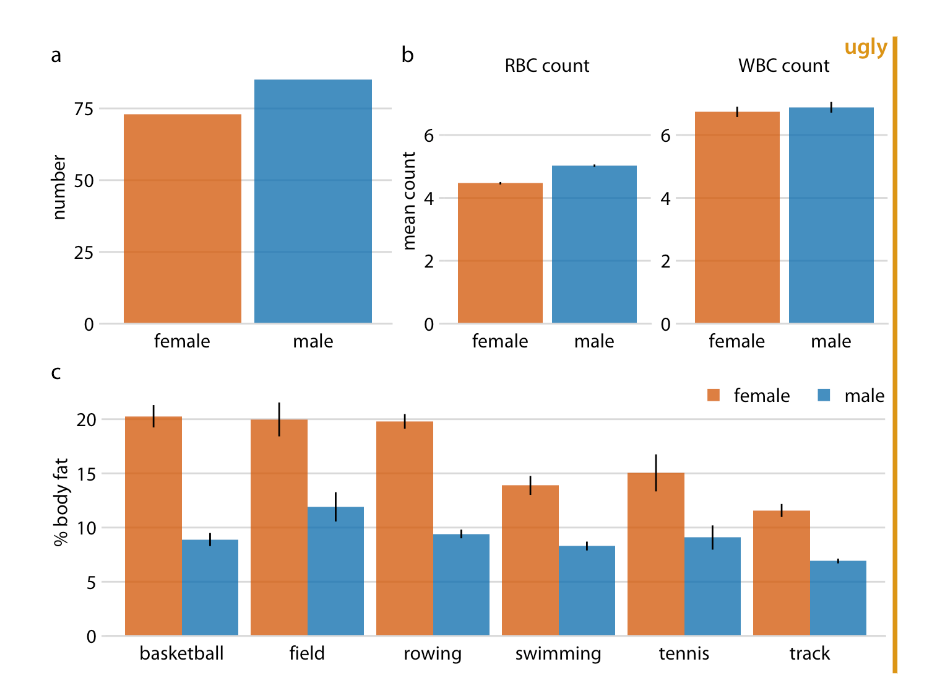 ugly
a
number
75
50
25
0
female male
b
RBC count WBC count
mean count
6
4
2
0
female male
6
4
2
0
female male
c
female male
% body fat
20
15
10
5
0
basketball field rowing swimming tennis track